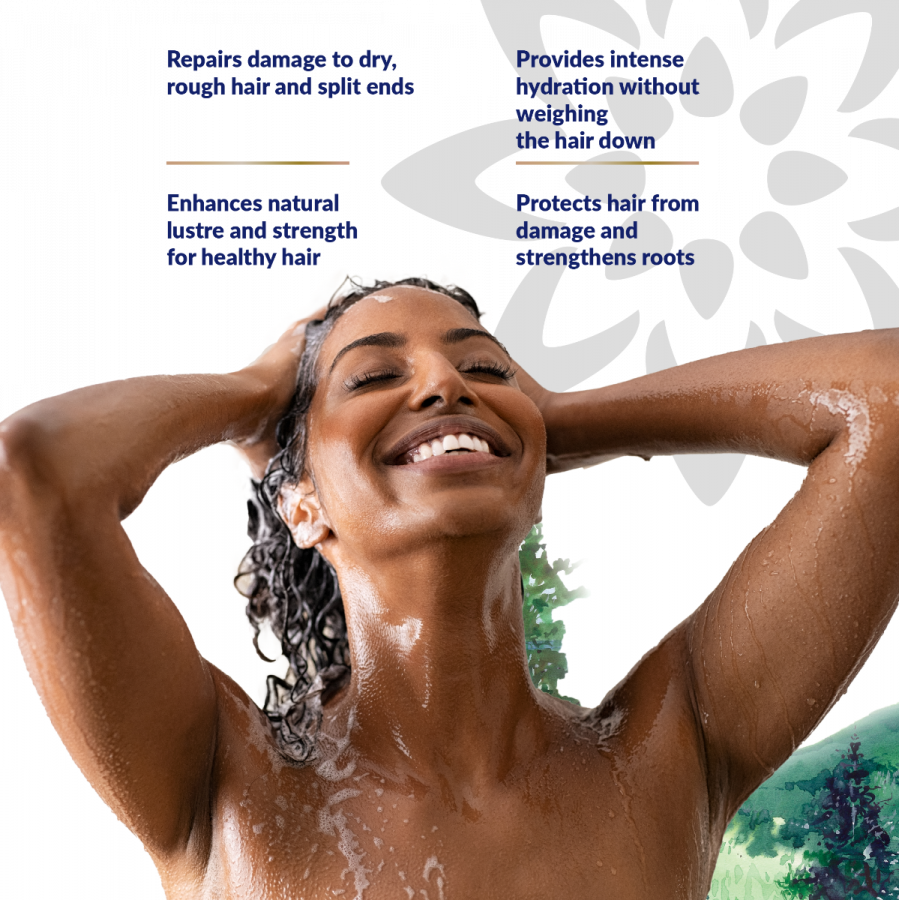 Repairs damage to dry,
rough hair and split ends
Provides intense
hydration without
weighing
the hair down
Enhances natural
lustre and strength
for healthy hair
Protects hair from
damage and
strengthens roots